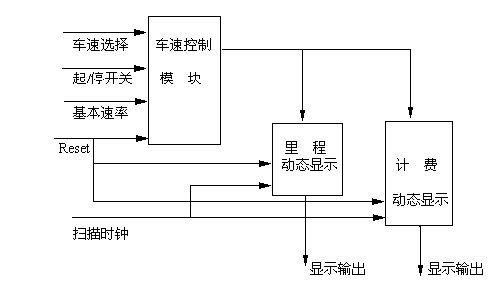 车速选择
车速控制
起/停开关
模 块
基本速率
Reset
里 程
动态显示
计 费
动态显示
扫描时钟
显示输出
显示输出